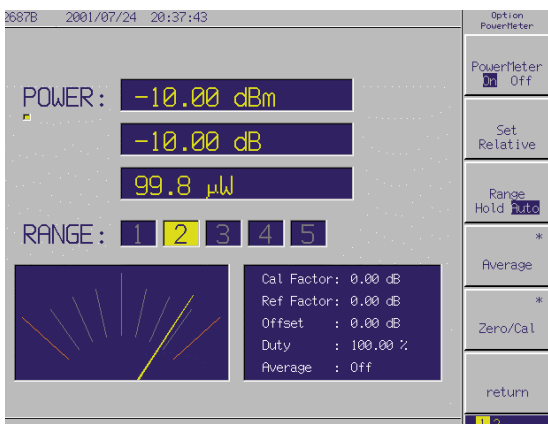 2687B 2001/07/24 20:37:43
Option
PowerMeter
PowerMeter
On Off
POWER: -10.00 dBm
-10.00 dB
Set
Relative
99.8 µW
Range
Hold Auto
RANGE: 1 2 3 4 5
*
Average
Cal Factor: 0.00 dB
Ref Factor: 0.00 dB
Offset : 0.00 dB
Duty : 100.00 %
Average : Off
*
Zero/Cal
return
1 2